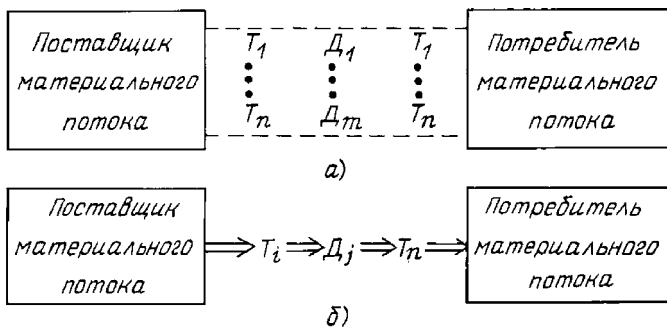 Поставщик
материального
потока
Т₁ Д₁ Т₁
Тₙ Дₘ Тₙ
Потребитель
материального
потока
а)
Поставщик
материального
потока
Тᵢ Дⱼ Тₙ
Потребитель
материального
потока
б)